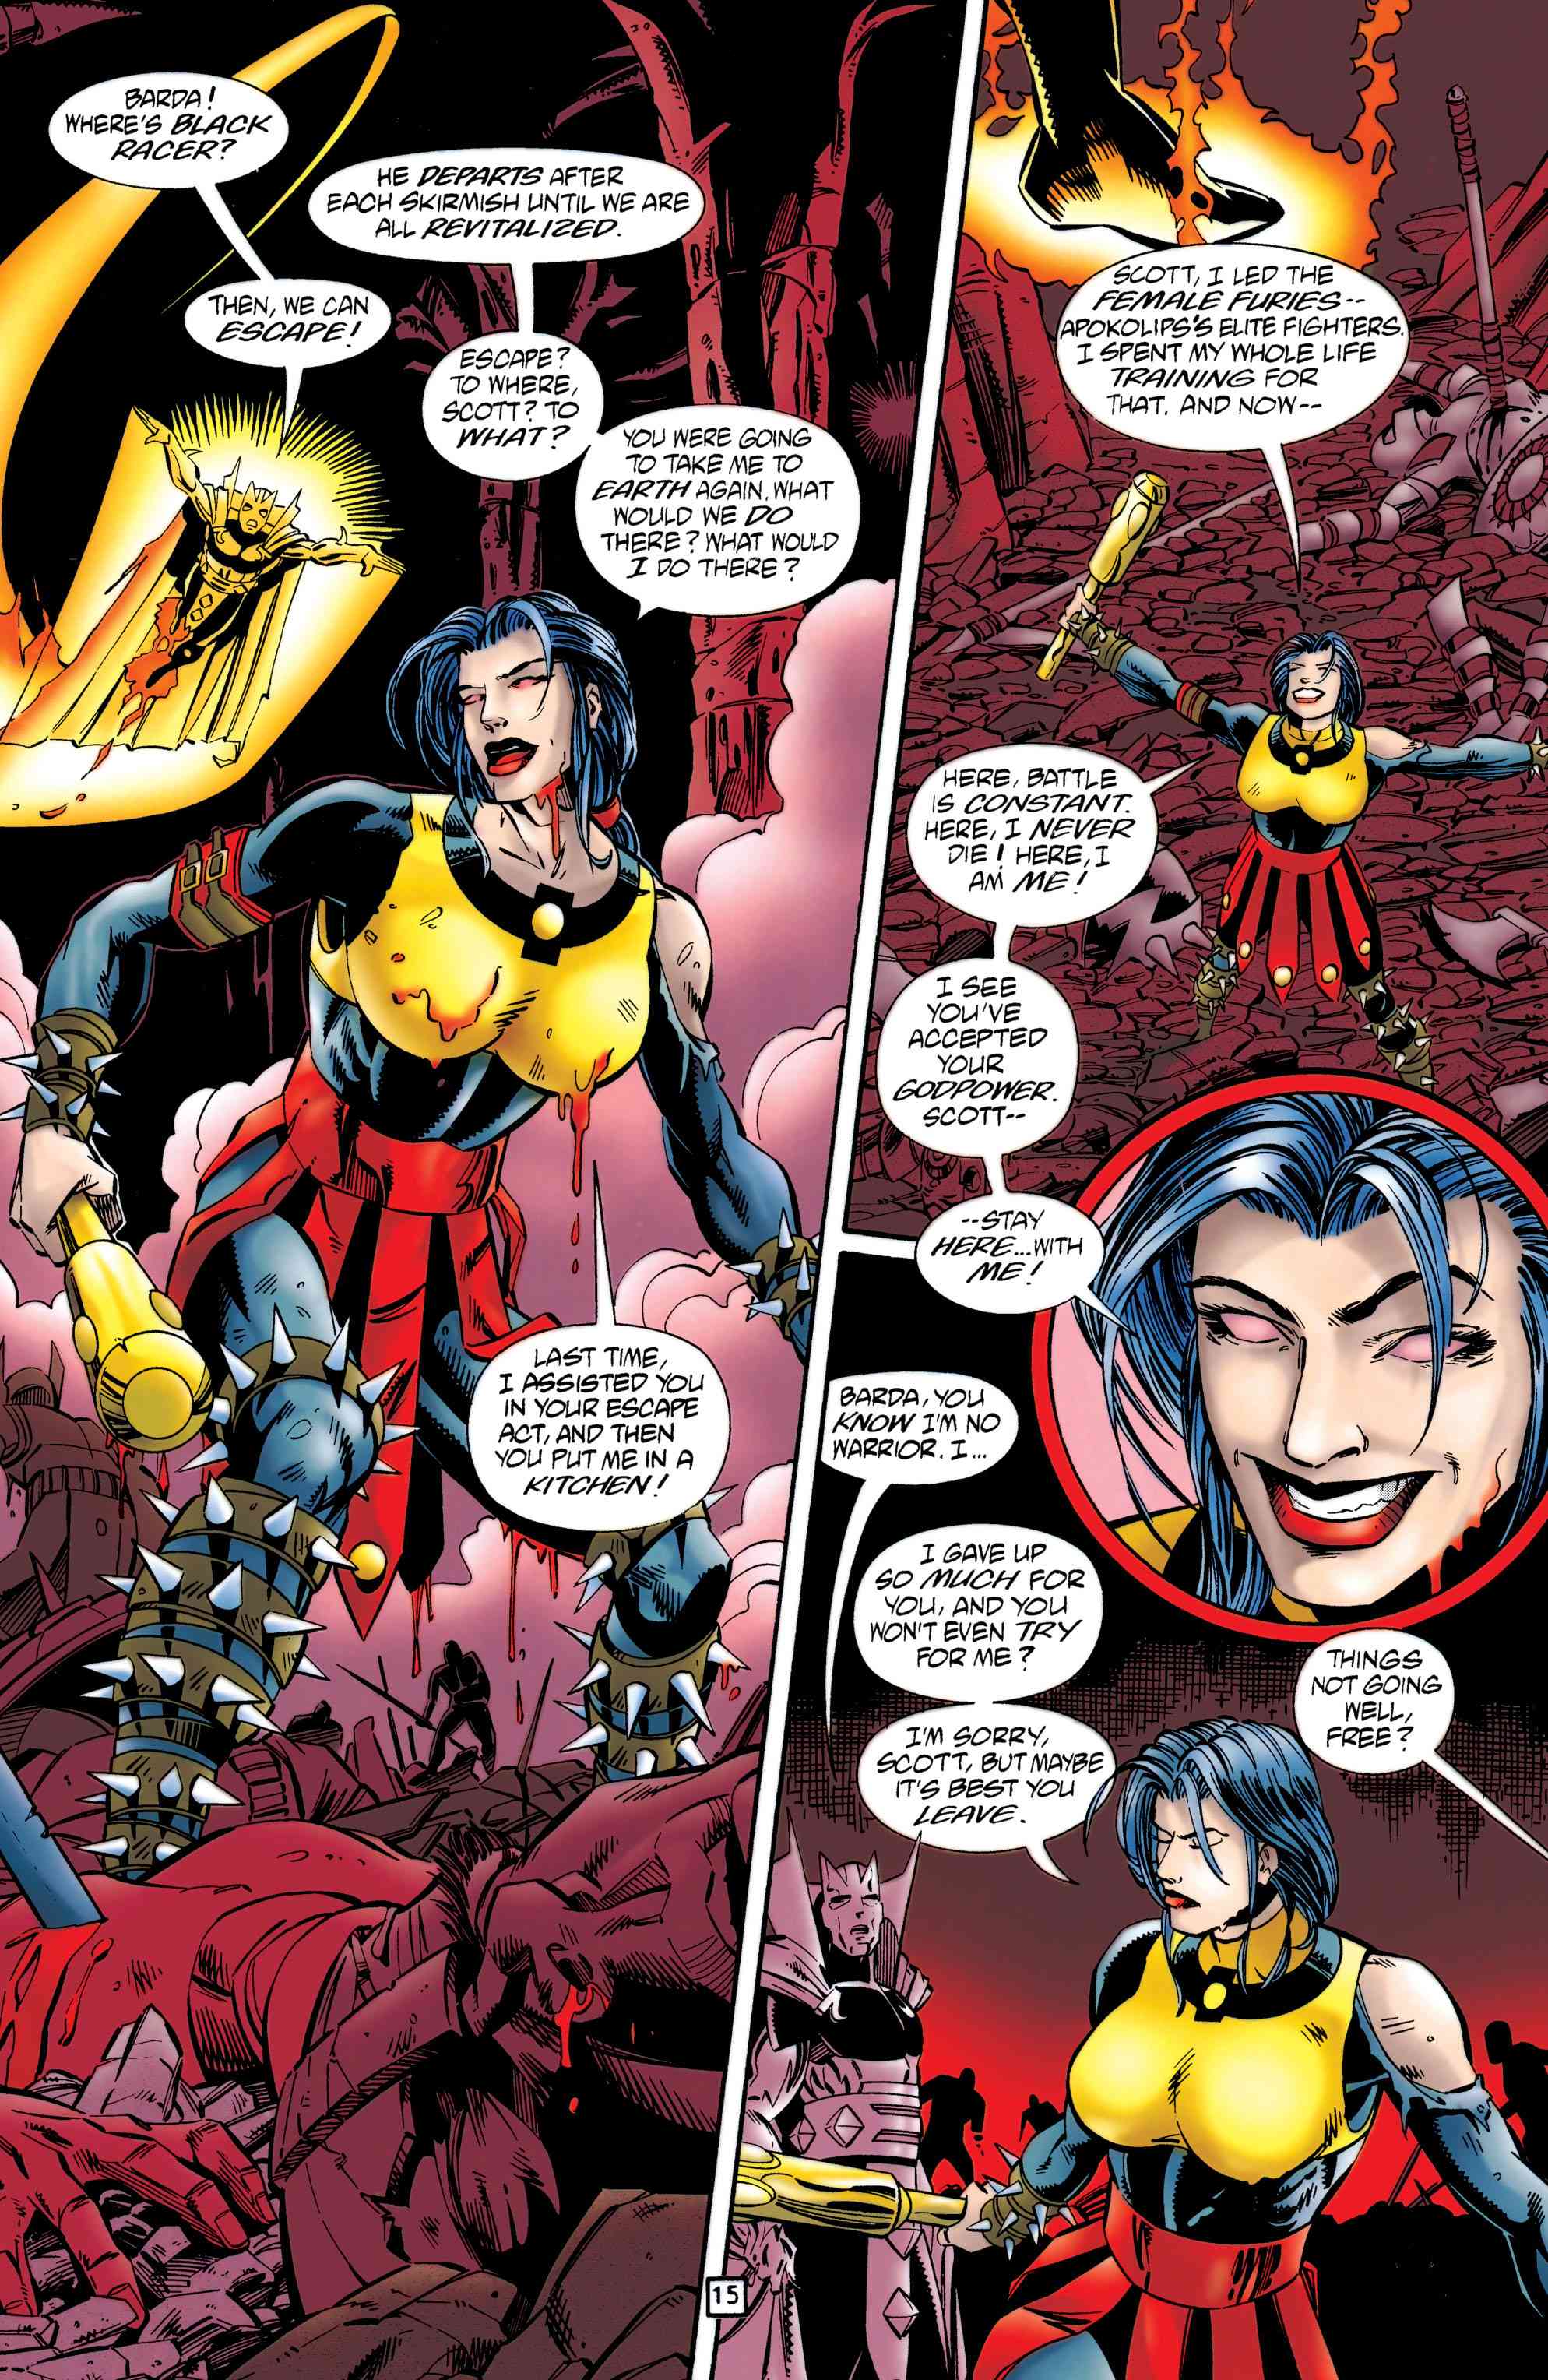 BARDA!
WHERE'S BLACK
RACER?
THEN, WE CAN
ESCAPE!
HE DEPARTS AFTER
EACH SKIRMISH UNTIL WE ARE
ALL REVITALIZED.
ESCAPE?
TO WHERE,
SCOTT? TO
WHAT?
YOU WERE GOING
TO TAKE ME TO
EARTH AGAIN. WHAT
WOULD WE DO
THERE? WHAT WOULD
I DO THERE?
LAST TIME,
I ASSISTED YOU
IN YOUR ESCAPE
ACT, AND THEN
YOU PUT ME IN A
KITCHEN!
SCOTT, I LED THE
FEMALE FURIES--
APOKOLIPS'S ELITE FIGHTERS.
I SPENT MY WHOLE LIFE
TRAINING FOR
THAT. AND NOW--
HERE, BATTLE
IS CONSTANT.
HERE, I NEVER
DIE! HERE, I
AM ME!
I SEE
YOU'VE
ACCEPTED
YOUR
GODPOWER.
SCOTT--
--STAY
HERE...WITH
ME!
BARDA, YOU
KNOW I'M NO
WARRIOR. I...
I GAVE UP
SO MUCH FOR
YOU, AND YOU
WON'T EVEN TRY
FOR ME?
I'M SORRY,
SCOTT, BUT MAYBE
IT'S BEST YOU
LEAVE.
THINGS
NOT GOING
WELL,
FREE?
15